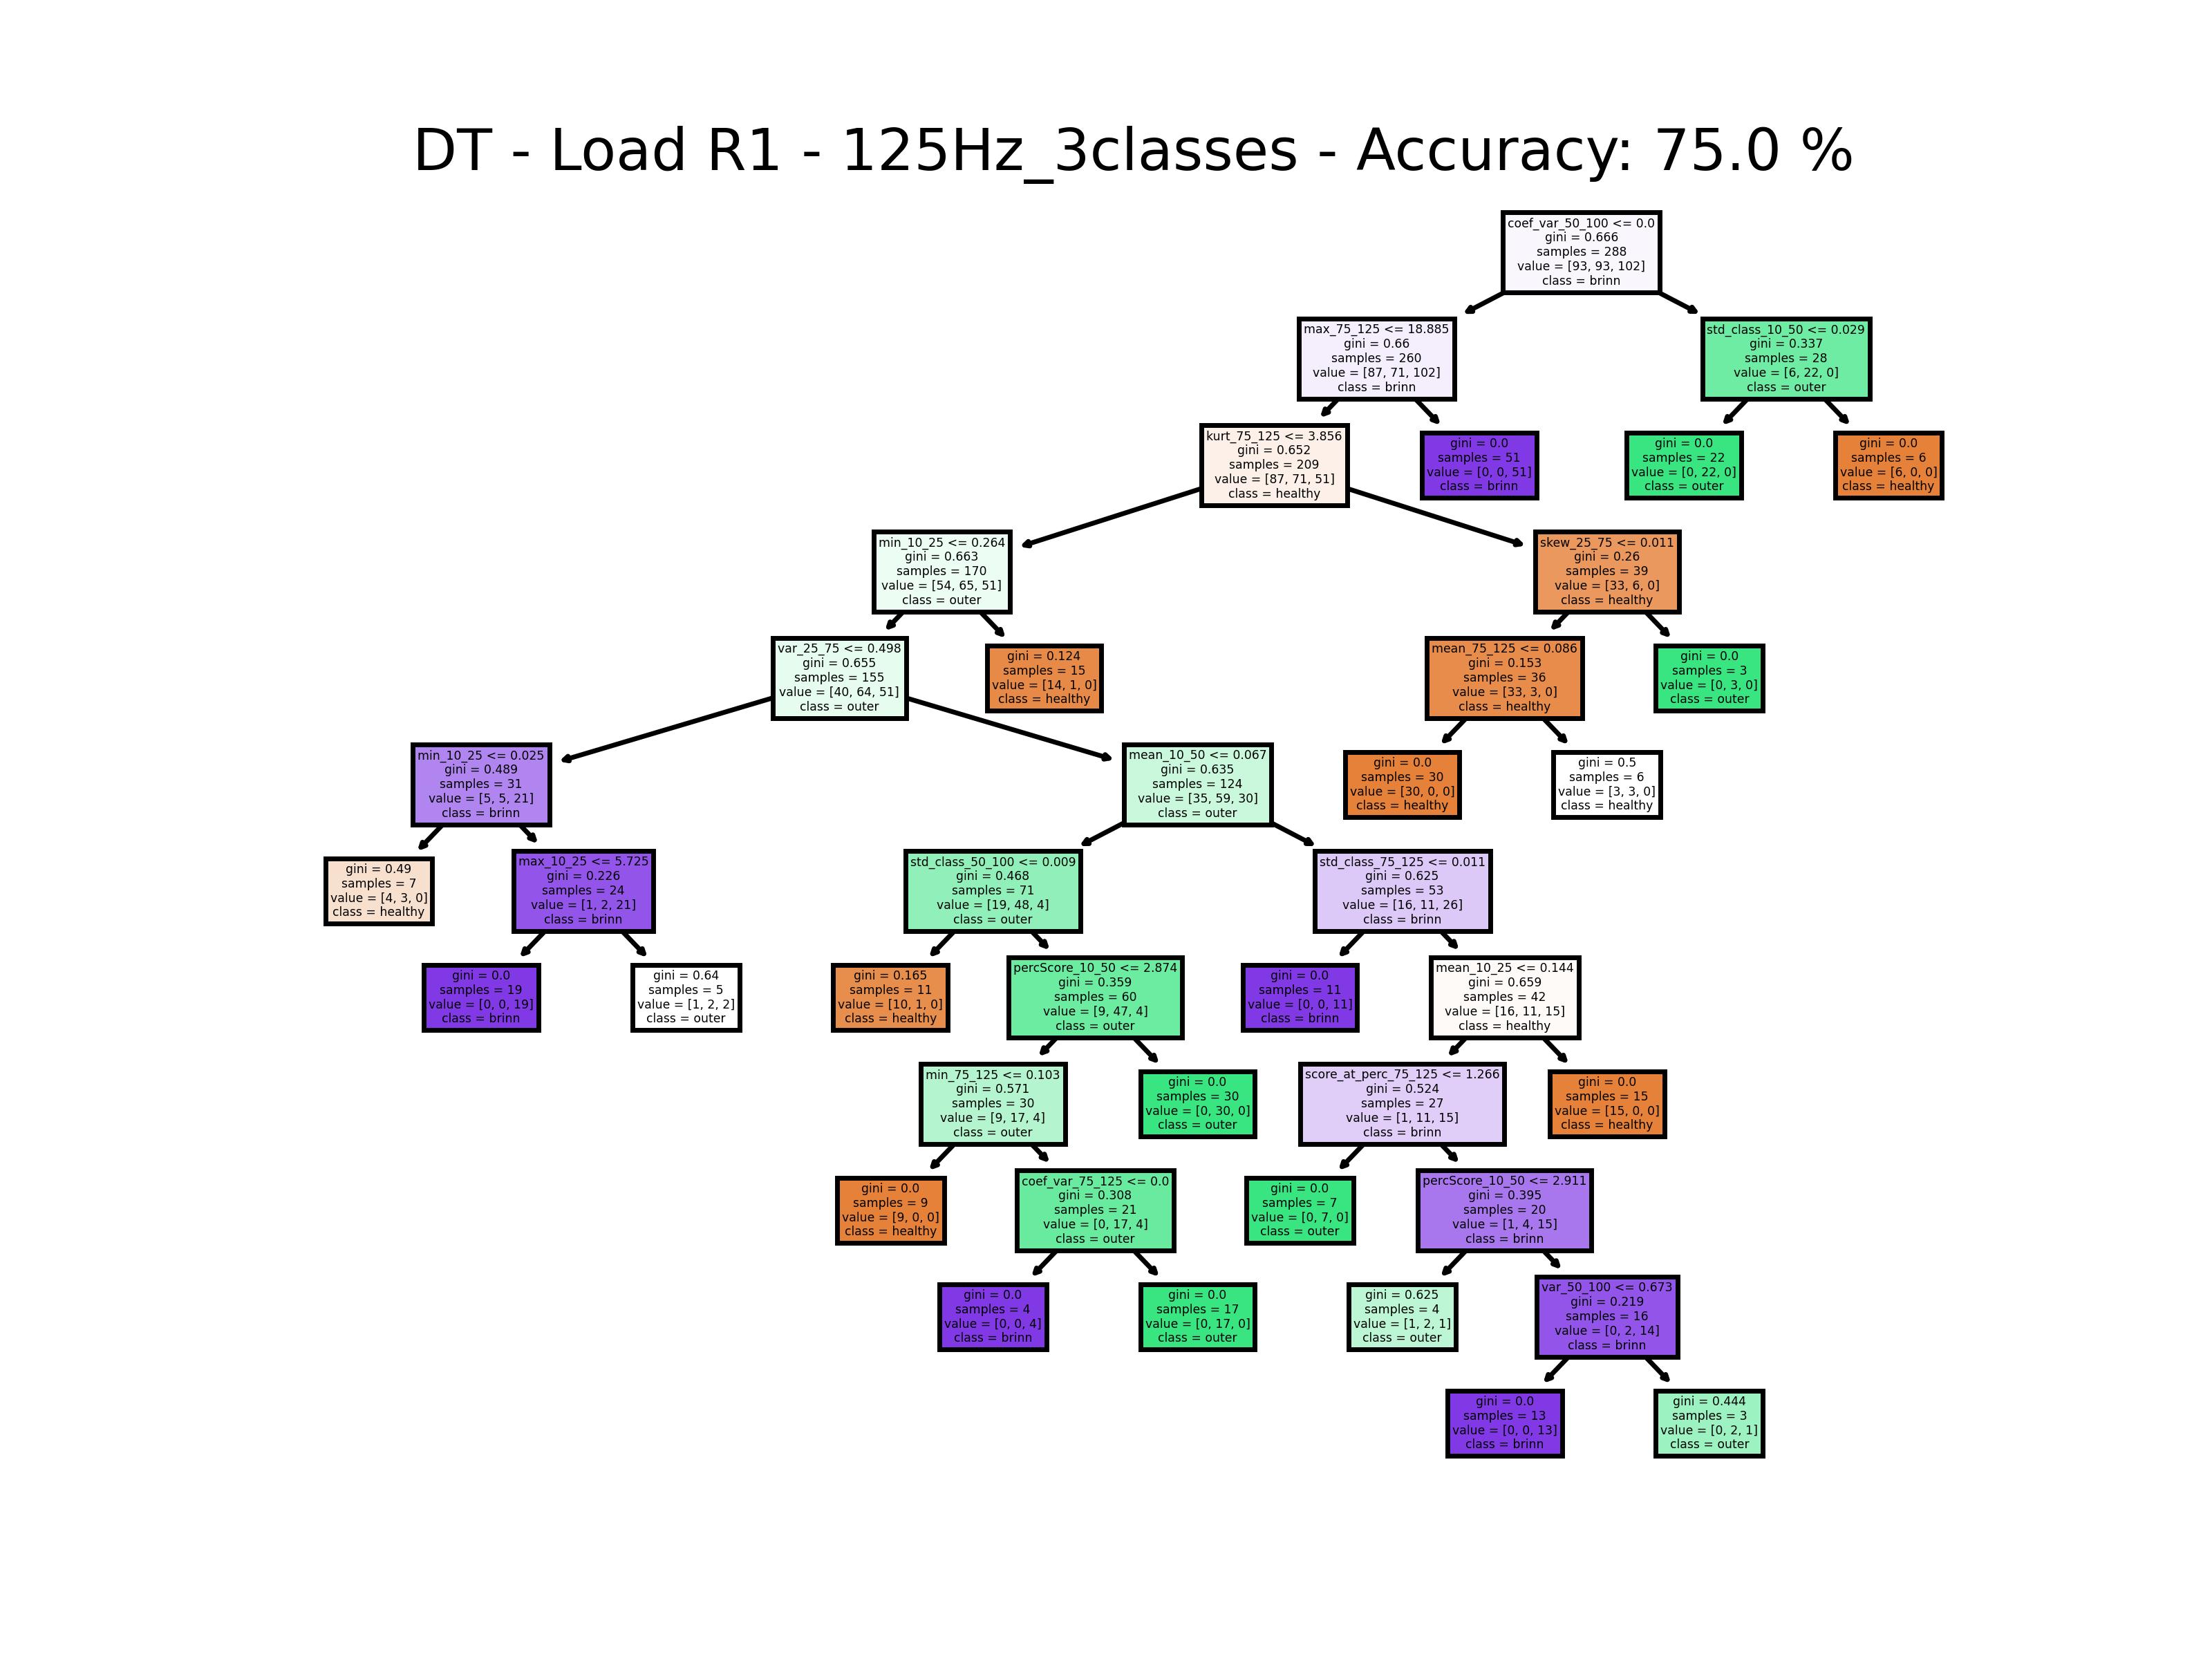 DT - Load R1 - 125Hz_3classes - Accuracy: 75.0 %
coef_var_50_100 <= 0.0
gini = 0.666
samples = 288
value = [93, 93, 102]
class = brinn
max_75_125 <= 18.885
gini = 0.66
samples = 260
value = [87, 71, 102]
class = brinn
std_class_10_50 <= 0.029
gini = 0.337
samples = 28
value = [6, 22, 0]
class = outer
kurt_75_125 <= 3.856
gini = 0.652
samples = 209
value = [87, 71, 51]
class = healthy
gini = 0.0
samples = 51
value = [0, 0, 51]
class = brinn
gini = 0.0
samples = 22
value = [0, 22, 0]
class = outer
gini = 0.0
samples = 6
value = [6, 0, 0]
class = healthy
min_10_25 <= 0.264
gini = 0.663
samples = 170
value = [54, 65, 51]
class = outer
skew_25_75 <= 0.011
gini = 0.26
samples = 39
value = [33, 6, 0]
class = healthy
var_25_75 <= 0.498
gini = 0.655
samples = 155
value = [40, 64, 51]
class = outer
gini = 0.124
samples = 15
value = [14, 1, 0]
class = healthy
mean_75_125 <= 0.086
gini = 0.153
samples = 36
value = [33, 3, 0]
class = healthy
gini = 0.0
samples = 3
value = [0, 3, 0]
class = outer
min_10_25 <= 0.025
gini = 0.489
samples = 31
value = [5, 5, 21]
class = brinn
mean_10_50 <= 0.067
gini = 0.635
samples = 124
value = [35, 59, 30]
class = outer
gini = 0.0
samples = 30
value = [30, 0, 0]
class = healthy
gini = 0.5
samples = 6
value = [3, 3, 0]
class = healthy
gini = 0.49
samples = 7
value = [4, 3, 0]
class = healthy
max_10_25 <= 5.725
gini = 0.226
samples = 24
value = [1, 2, 21]
class = brinn
std_class_50_100 <= 0.009
gini = 0.468
samples = 71
value = [19, 48, 4]
class = outer
std_class_75_125 <= 0.011
gini = 0.625
samples = 53
value = [16, 11, 26]
class = brinn
gini = 0.0
samples = 19
value = [0, 0, 19]
class = brinn
gini = 0.64
samples = 5
value = [1, 2, 2]
class = outer
gini = 0.165
samples = 11
value = [10, 1, 0]
class = healthy
percScore_10_50 <= 2.874
gini = 0.359
samples = 60
value = [9, 47, 4]
class = outer
gini = 0.0
samples = 11
value = [0, 0, 11]
class = brinn
mean_10_25 <= 0.144
gini = 0.659
samples = 42
value = [16, 11, 15]
class = healthy
min_75_125 <= 0.103
gini = 0.571
samples = 30
value = [9, 17, 4]
class = outer
gini = 0.0
samples = 30
value = [0, 30, 0]
class = outer
score_at_perc_75_125 <= 1.266
gini = 0.524
samples = 27
value = [1, 11, 15]
class = brinn
gini = 0.0
samples = 15
value = [15, 0, 0]
class = healthy
gini = 0.0
samples = 9
value = [9, 0, 0]
class = healthy
coef_var_75_125 <= 0.0
gini = 0.308
samples = 21
value = [0, 17, 4]
class = outer
gini = 0.0
samples = 7
value = [0, 7, 0]
class = outer
percScore_10_50 <= 2.911
gini = 0.395
samples = 20
value = [1, 4, 15]
class = brinn
gini = 0.0
samples = 4
value = [0, 0, 4]
class = brinn
gini = 0.0
samples = 17
value = [0, 17, 0]
class = outer
gini = 0.625
samples = 4
value = [1, 2, 1]
class = outer
var_50_100 <= 0.673
gini = 0.219
samples = 16
value = [0, 2, 14]
class = brinn
gini = 0.0
samples = 13
value = [0, 0, 13]
class = brinn
gini = 0.444
samples = 3
value = [0, 2, 1]
class = outer